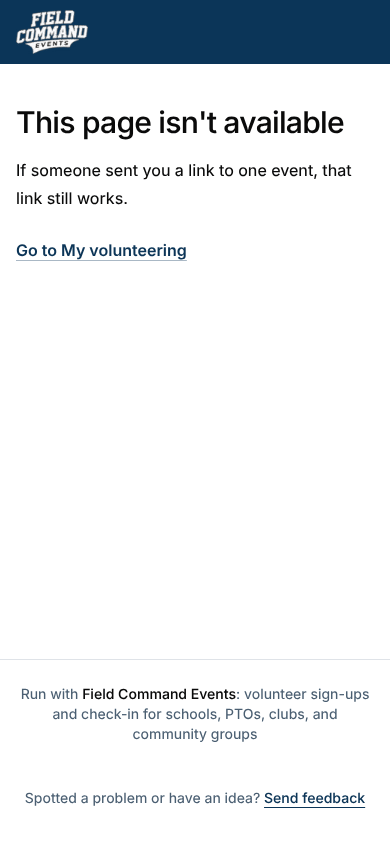 FIELD
COMMAND
EVENTS
This page isn't available
If someone sent you a link to one event, that
link still works.
Go to My volunteering
Run with Field Command Events: volunteer sign-ups
and check-in for schools, PTOs, clubs, and
community groups
Spotted a problem or have an idea? Send feedback